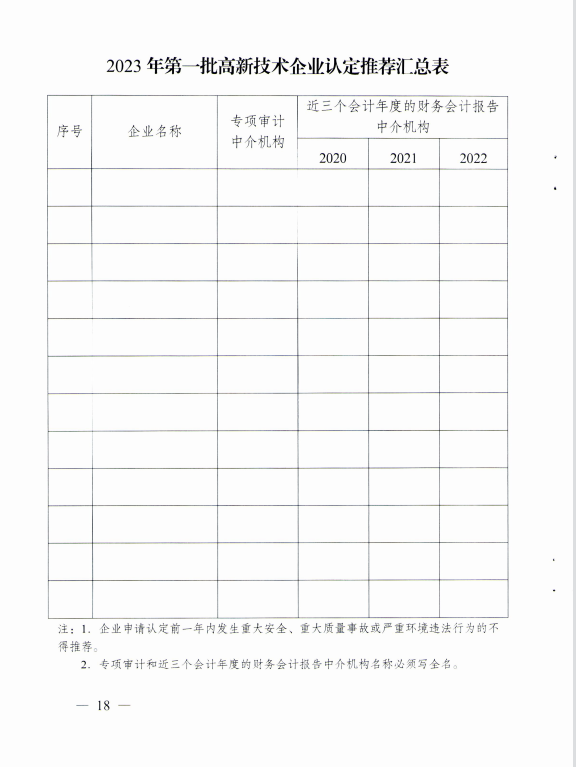 2023 年第一批高新技术企业认定推荐汇总表
序号
企业名称
专项审计
中介机构
近三个会计年度的财务会计报告
中介机构
2020
2021
2022
注：1．企业申请认定前一年内发生重大安全、重大质量事故或严重环境违法行为的不
得推荐。
2．专项审计和近三个会计年度的财务会计报告中介机构名称必须写全名。
— 18 —